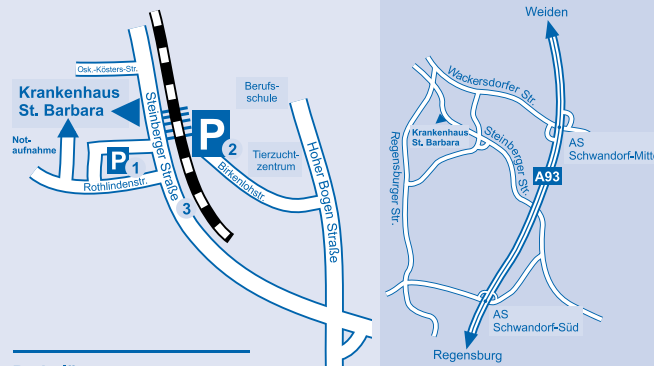 Osk.-Kösters-Str.
Krankenhaus
St. Barbara
Not-
aufnahme
P
1
Rothlindenstr.
Steinberger Straße
3
P
2
Birkenlohstr.
Berufs-
schule
Tierzucht-
zentrum
Hoher Bogen Straße
Weiden
Wackersdorfer Str.
Krankenhaus
St. Barbara
Steinberger Str.
Regensburger Str.
AS
Schwandorf-Mitte
A93
AS
Schwandorf-Süd
Regensburg